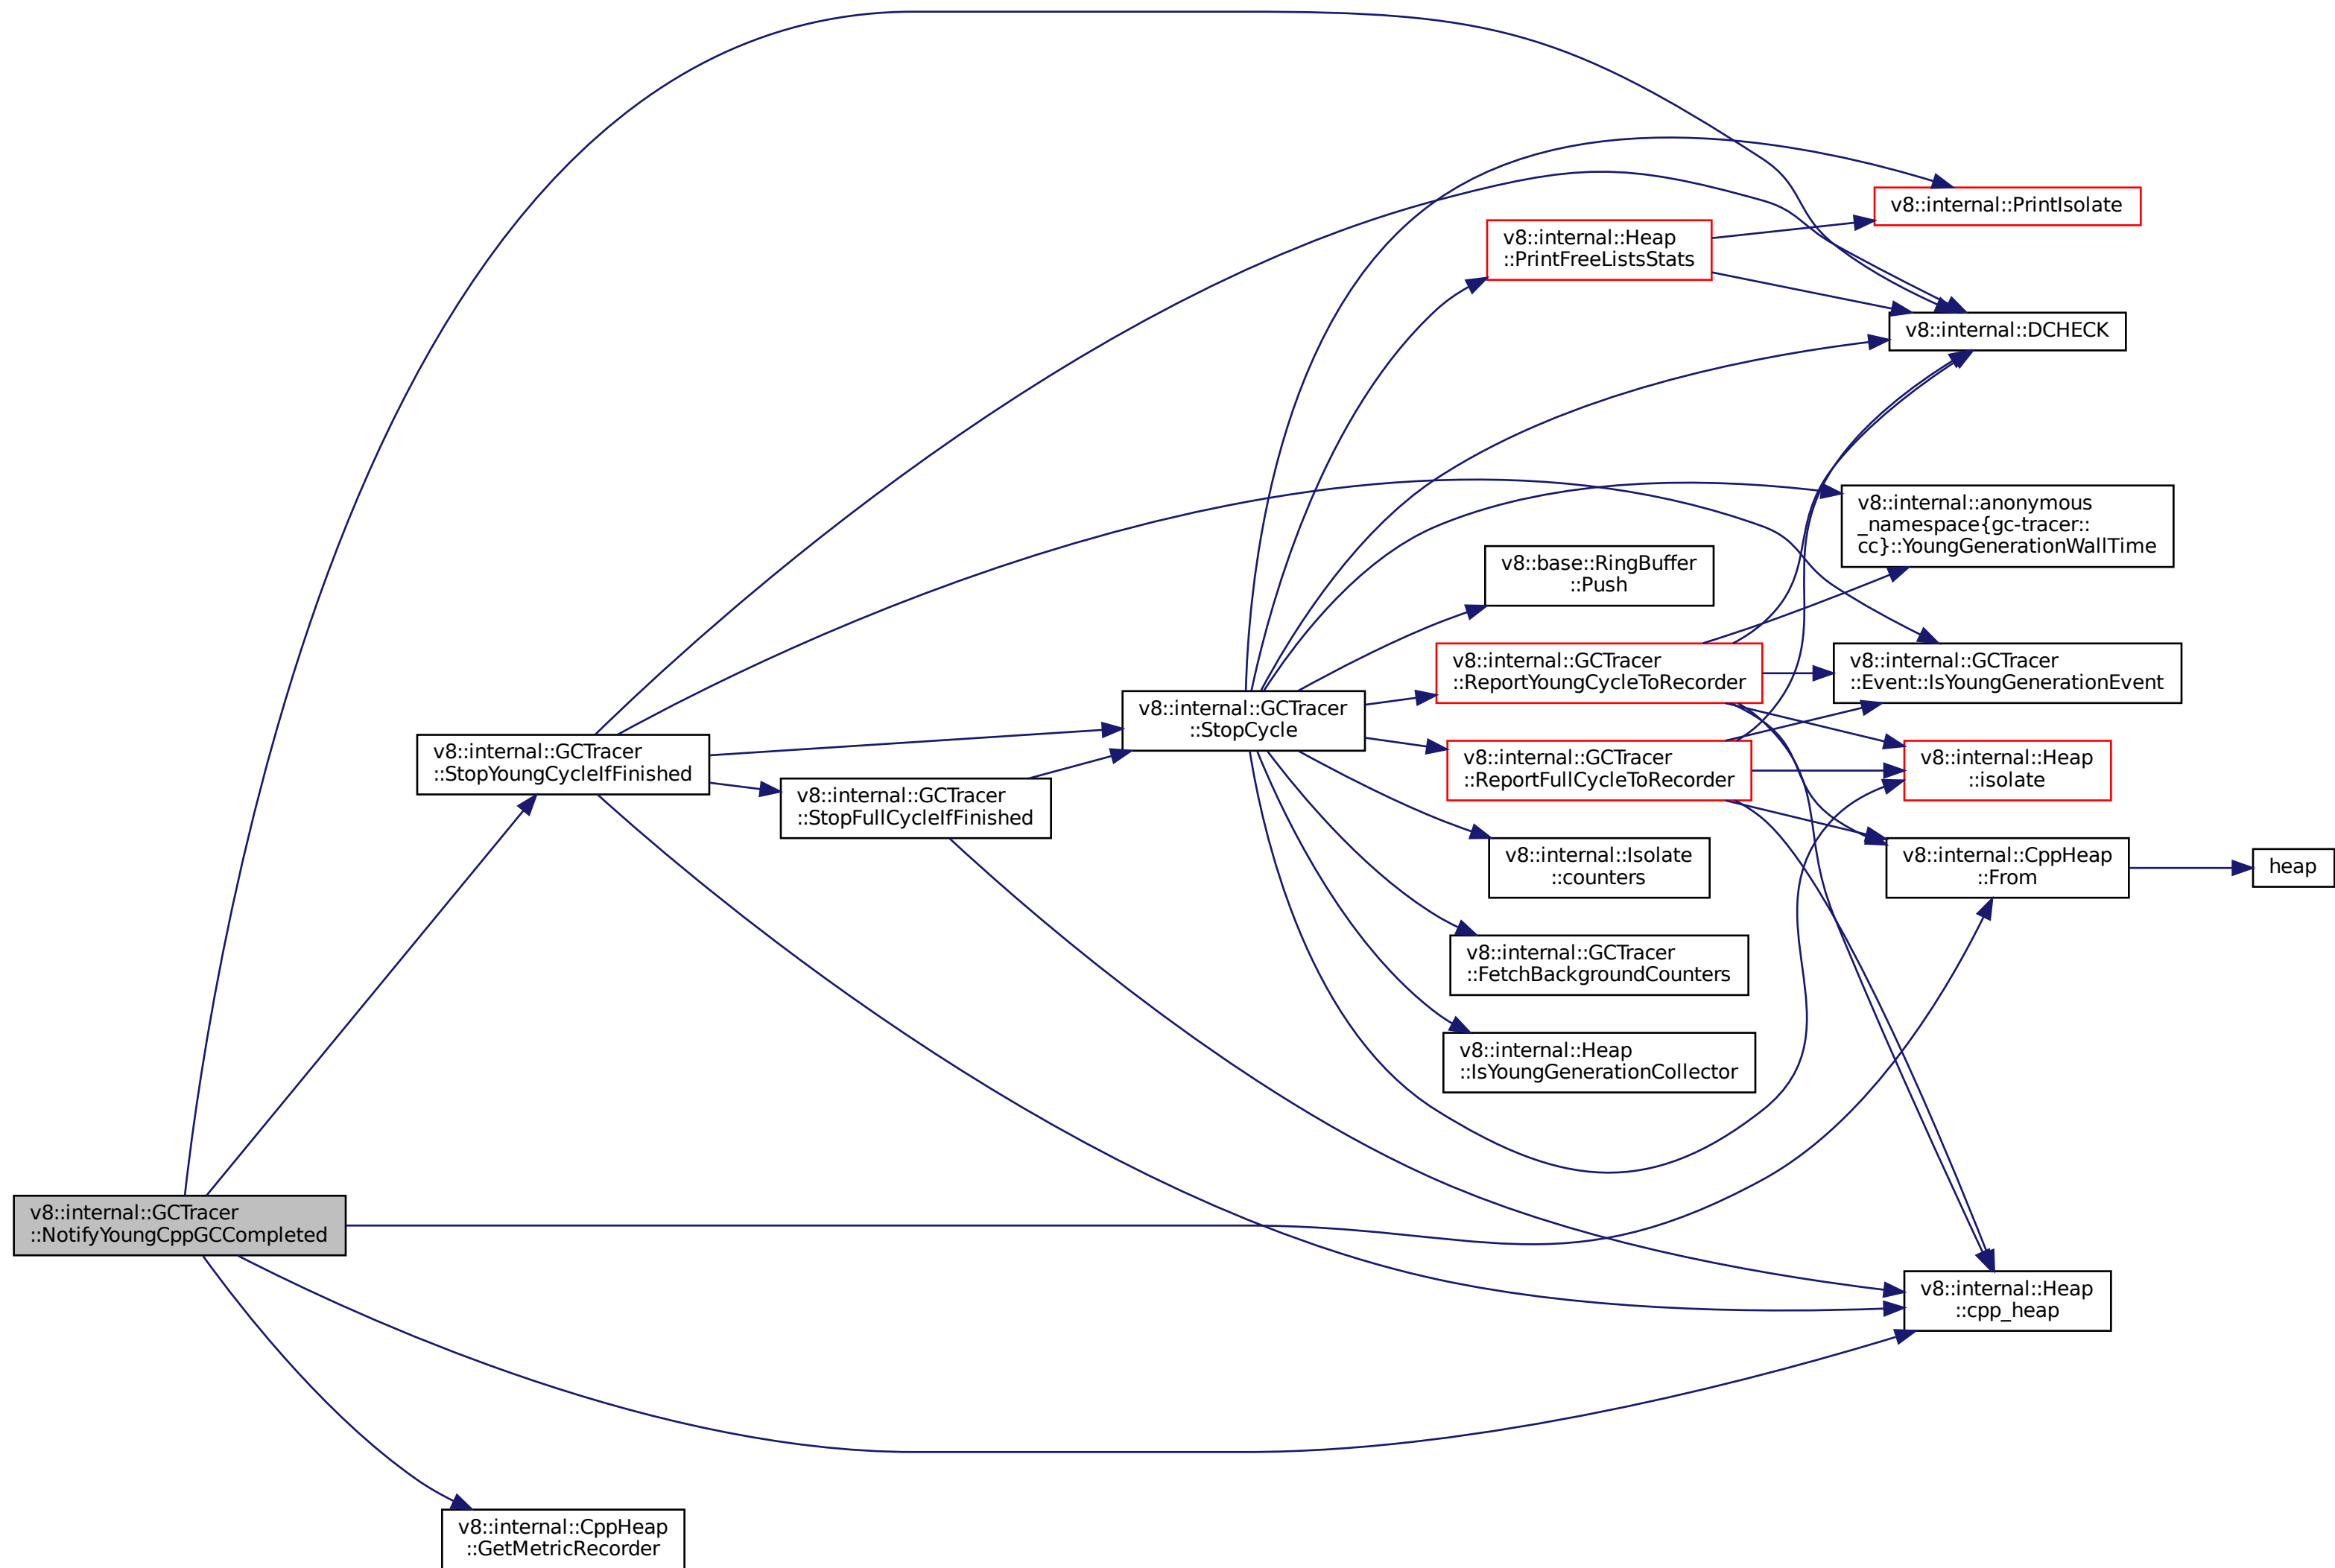 v8::internal::PrintIsolate
v8::internal::Heap
::PrintFreeListsStats
v8::internal::DCHECK
v8::internal::anonymous
_namespace{gc-tracer::
cc}::YoungGenerationWallTime
v8::base::RingBuffer
::Push
v8::internal::GCTracer
::ReportYoungCycleToRecorder
v8::internal::GCTracer
::Event::IsYoungGenerationEvent
v8::internal::GCTracer
::StopCycle
v8::internal::GCTracer
::StopYoungCycleIfFinished
v8::internal::GCTracer
::ReportFullCycleToRecorder
v8::internal::Heap
::isolate
v8::internal::GCTracer
::StopFullCycleIfFinished
v8::internal::Isolate
::counters
v8::internal::CppHeap
::From
heap
v8::internal::GCTracer
::FetchBackgroundCounters
v8::internal::Heap
::IsYoungGenerationCollector
v8::internal::GCTracer
::NotifyYoungCppGCCompleted
v8::internal::Heap
::cpp_heap
v8::internal::CppHeap
::GetMetricRecorder